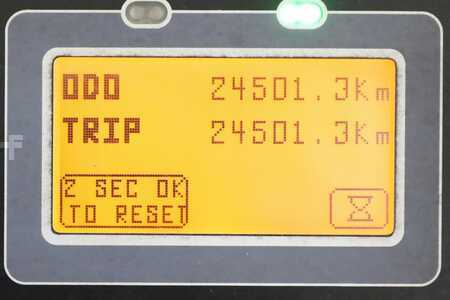 ODO 24501.3Km
TRIP 24501.3Km
2 SEC OK
TO RESET